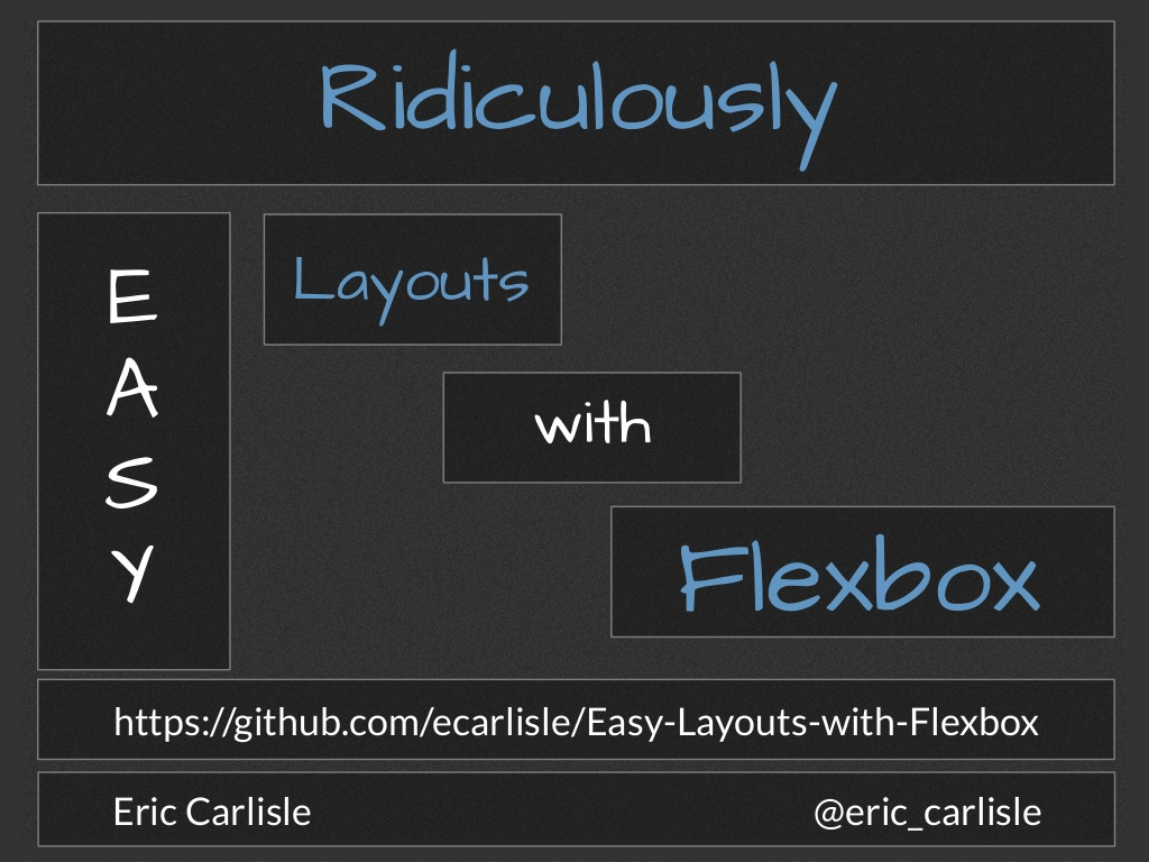 Ridiculously
E
A
S
Y
Layouts
with
Flexbox
https://github.com/ecarlisle/Easy-Layouts-with-Flexbox
Eric Carlisle
@eric_carlisle